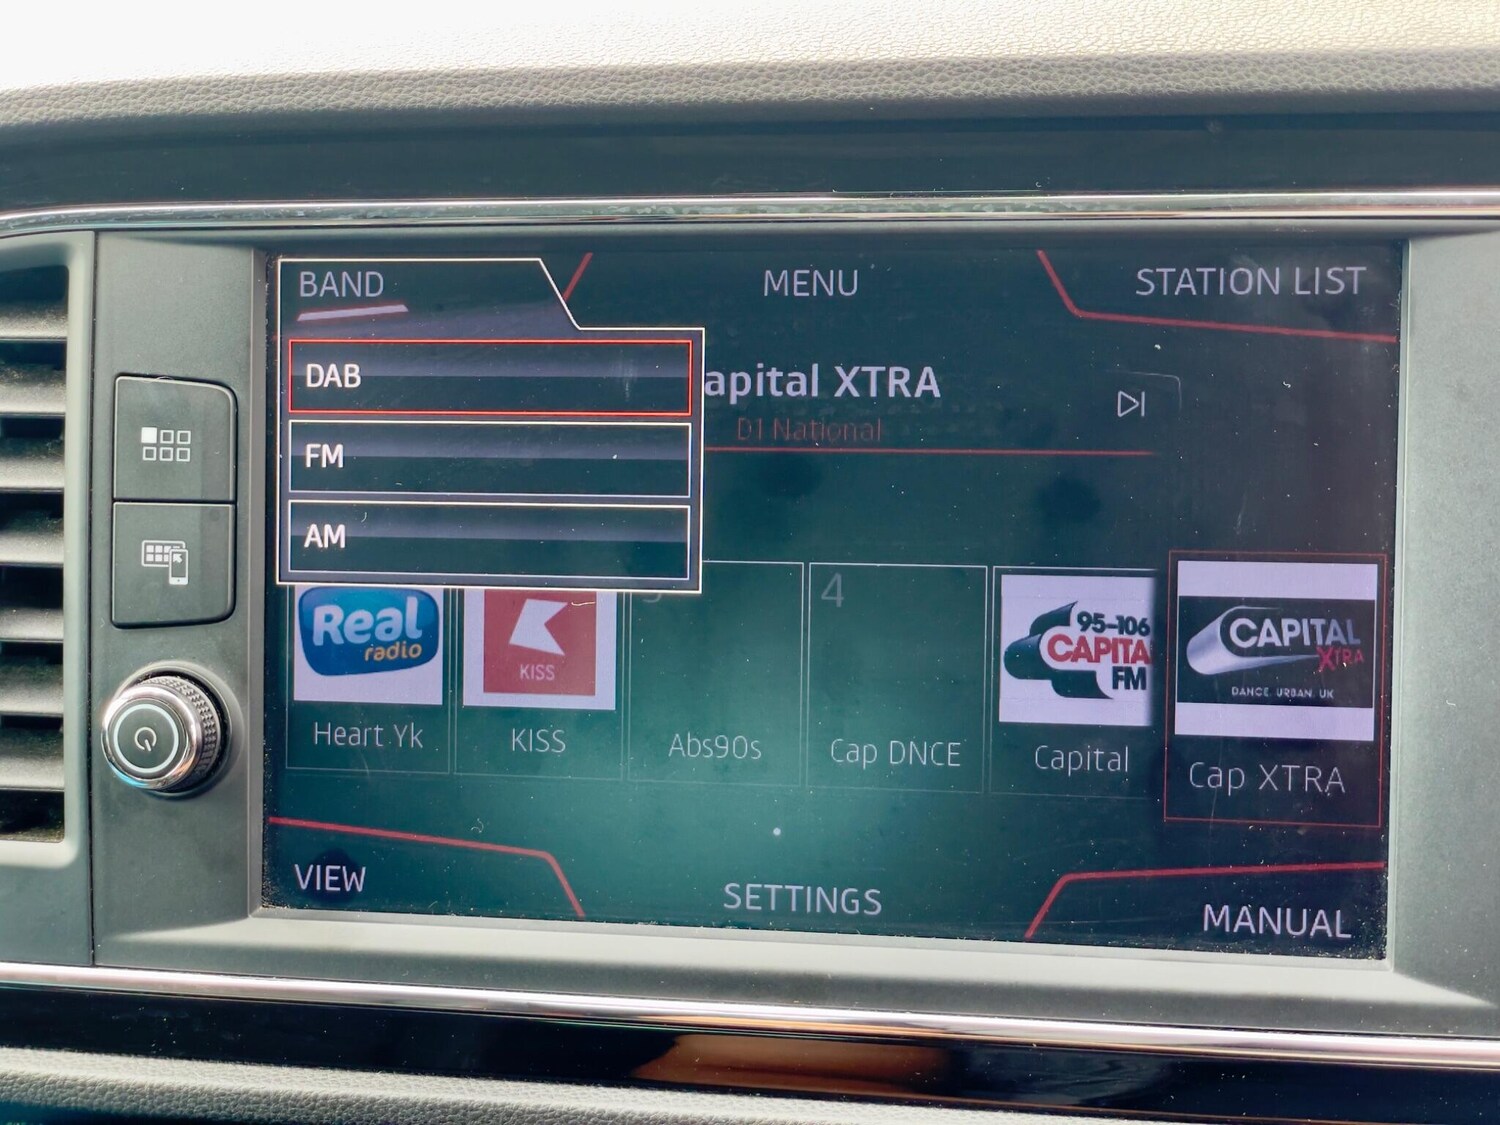 BAND
MENU
STATION LIST
DAB
apital XTRA
D1 National
FM
AM
4
Real
radio
KISS
95-106
CAPITA
FM
CAPITAL
XTRA
DANCE. URBAN. UK
Heart Yk
KISS
Abs90s
Cap DNCE
Capital
Cap XTRA
VIEW
SETTINGS
MANUAL